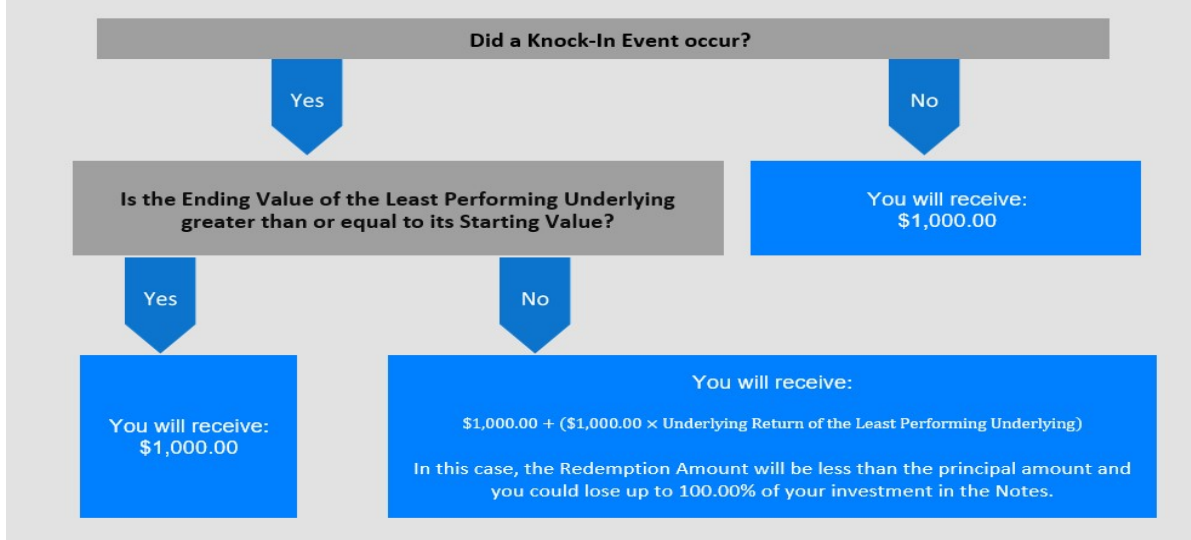 Did a Knock-In Event occur?
Yes
No
Is the Ending Value of the Least Performing Underlying
greater than or equal to its Starting Value?
You will receive:
$1,000.00
Yes
No
You will receive:
$1,000.00
You will receive:
$1,000.00 + ($1,000.00 × Underlying Return of the Least Performing Underlying)
In this case, the Redemption Amount will be less than the principal amount and
you could lose up to 100.00% of your investment in the Notes.